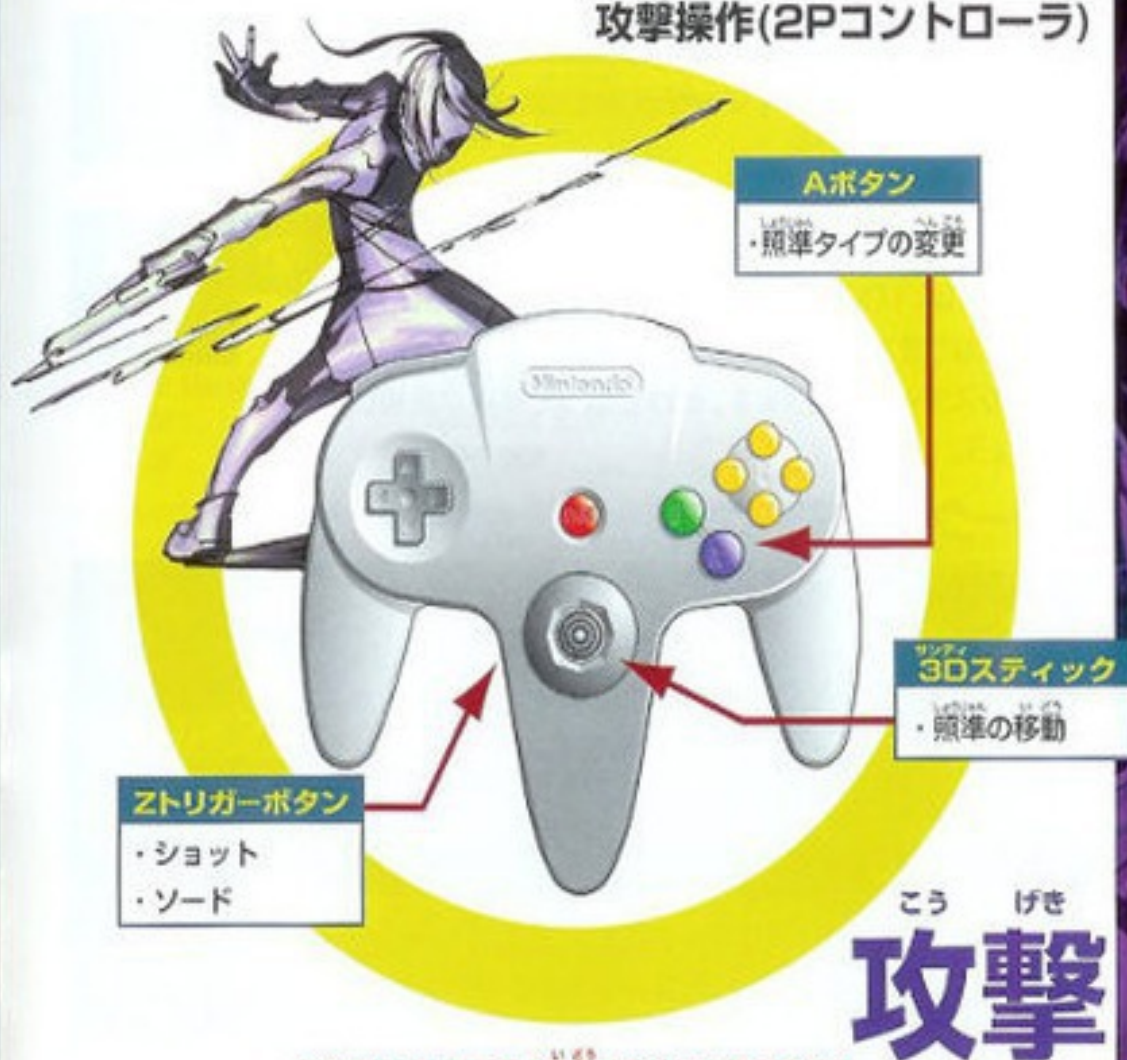 攻撃操作(2Pコントローラ)
Aボタン
・照準タイプの変更
Nintendo
3Dスティック
・照準の移動
Zトリガーボタン
・ショット
・ソード
攻撃